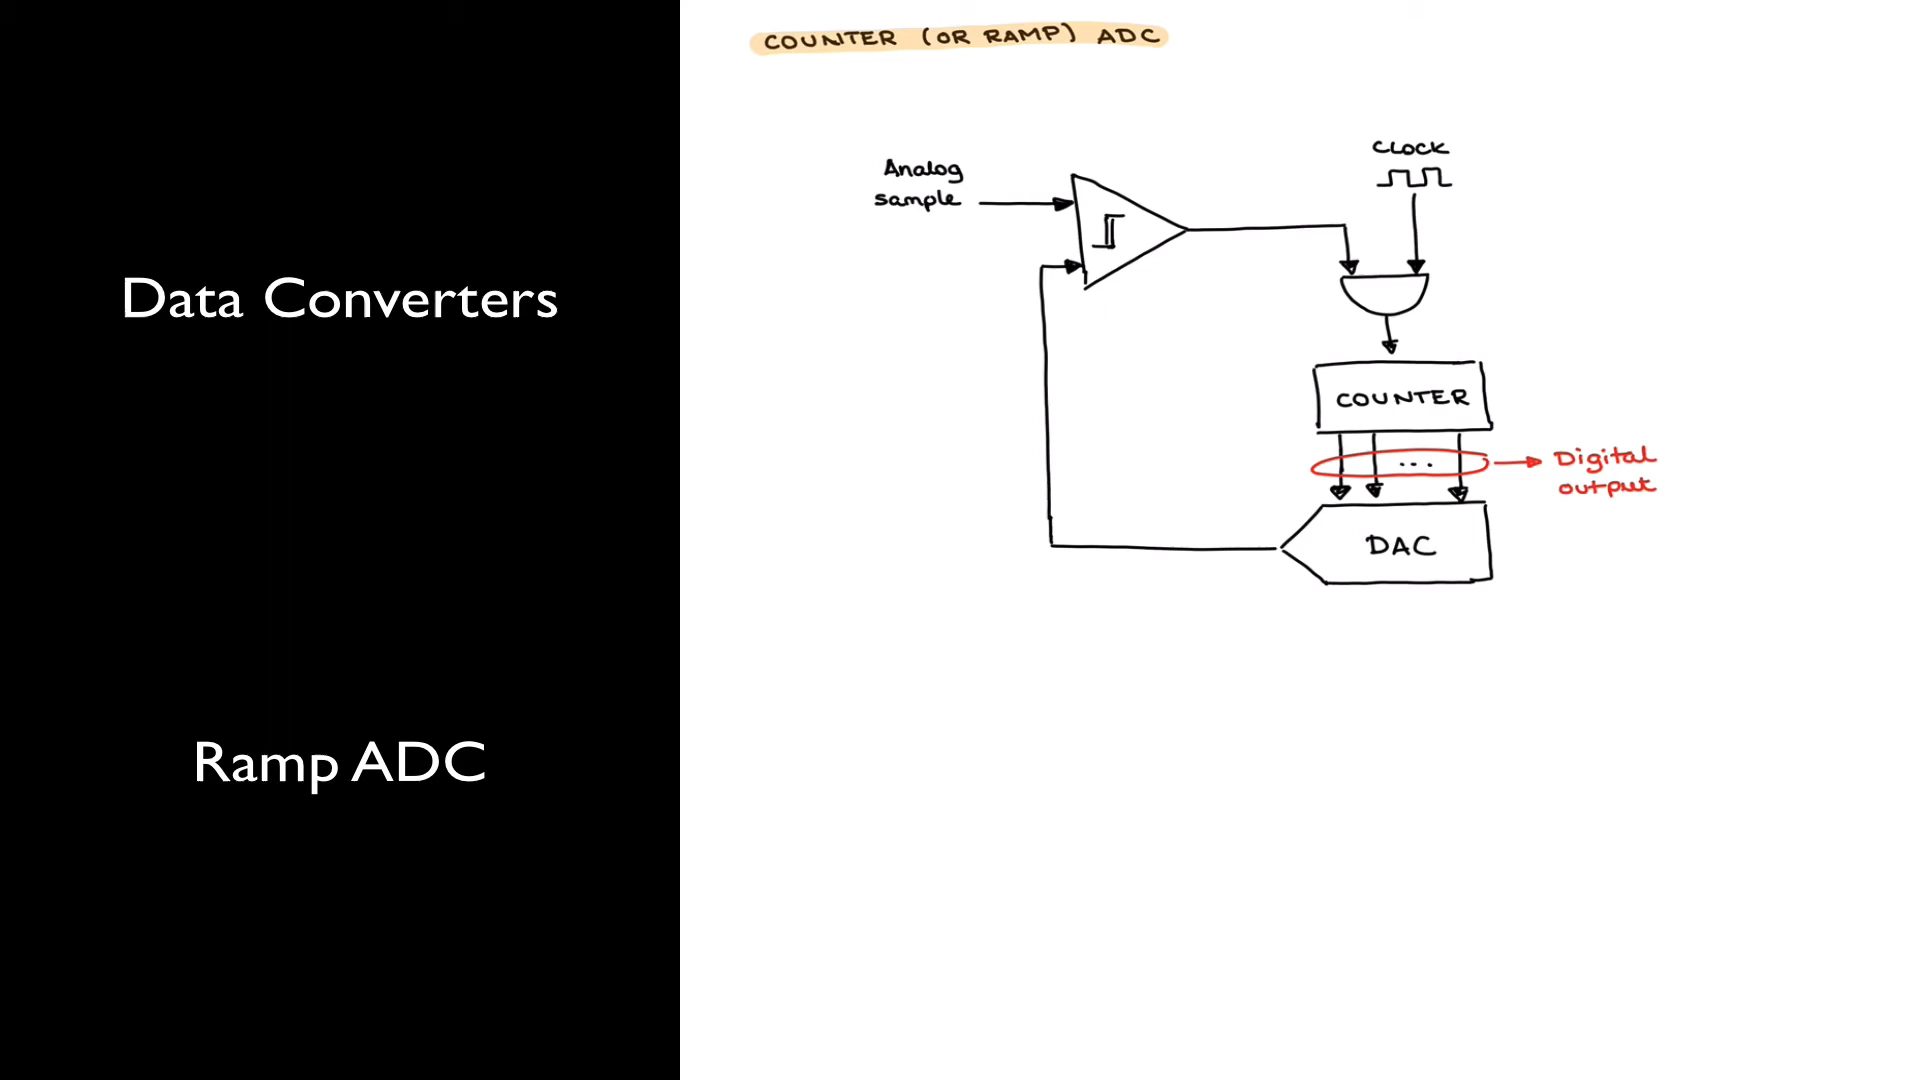 Data Converters
Ramp ADC
COUNTER (OR RAMP) ADC
Analog
sample
CLOCK
COUNTER
...
Digital
output
DAC